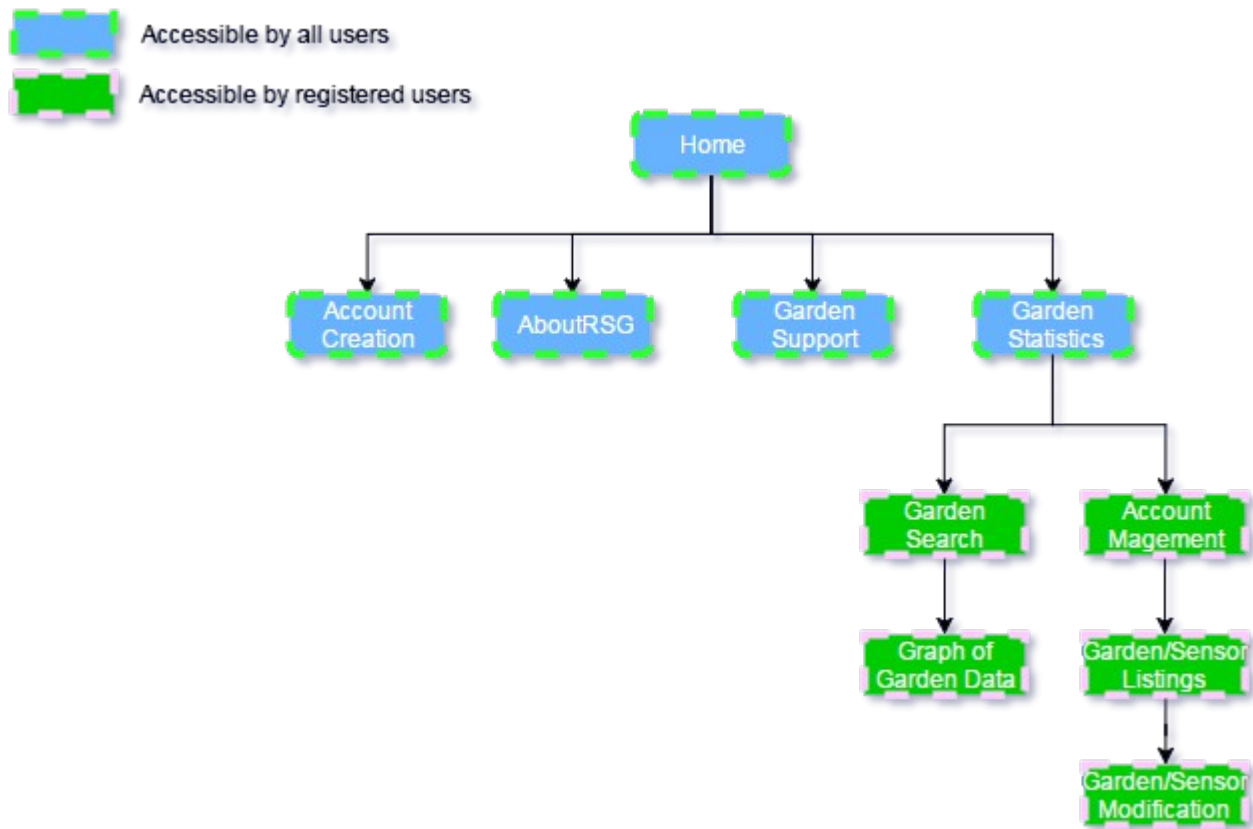 Accessible by all users
Accessible by registered users
Home
Account
Creation
AboutRSG
Garden
Support
Garden
Statistics
Garden
Search
Account
Magement
Graph of
Garden Data
Garden/Sensor
Listings
Garden/Sensor
Modification